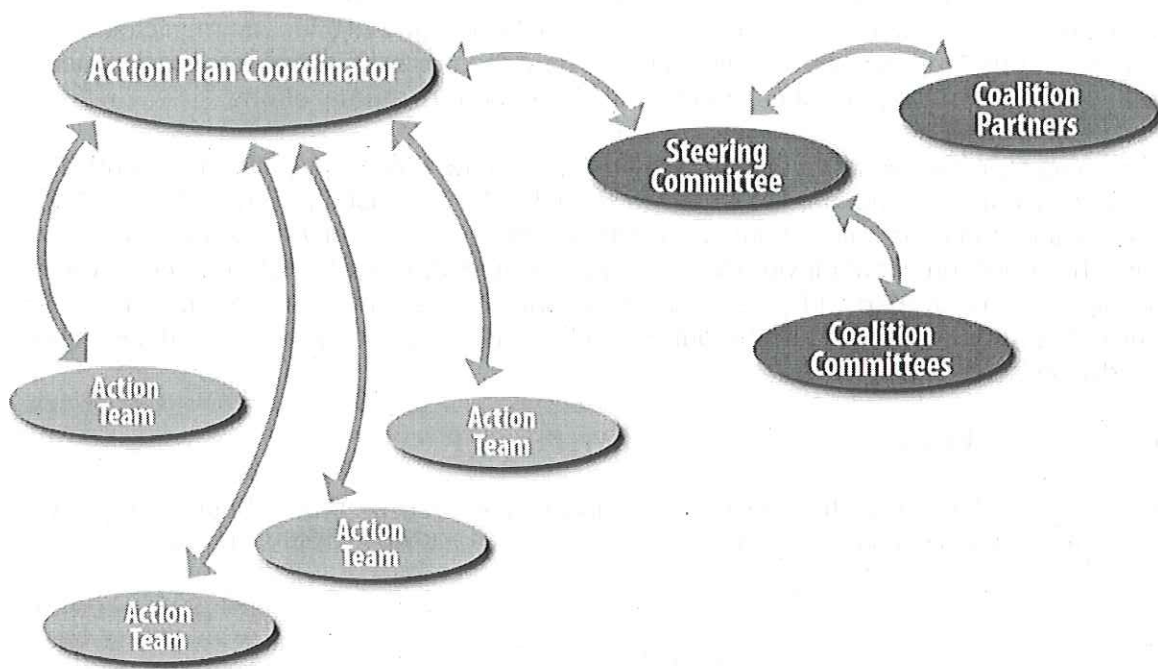 Action Plan Coordinator
Coalition
Partners
Steering
Committee
Coalition
Committees
Action
Team
Action
Team
Action
Team
Action
Team